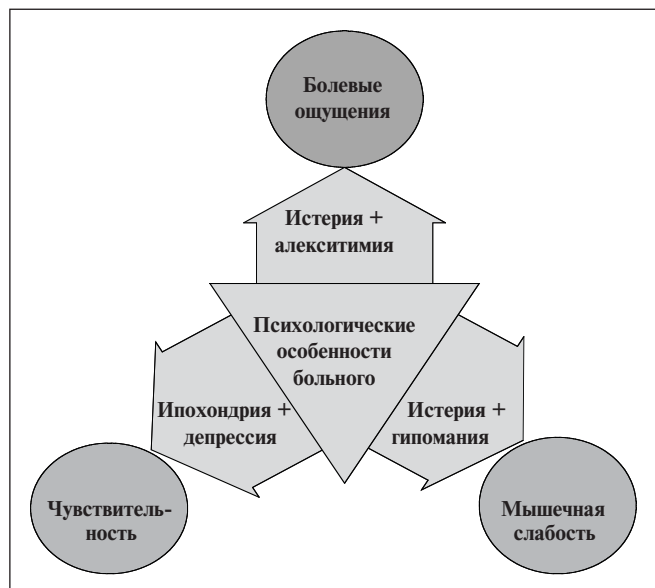 Болевые
ощущения
Истерия +
алекситимия
Психологические
особенности
больного
Ипохондрия +
депрессия
Истерия +
гипомания
Чувствитель-
ность
Мышечная
слабость